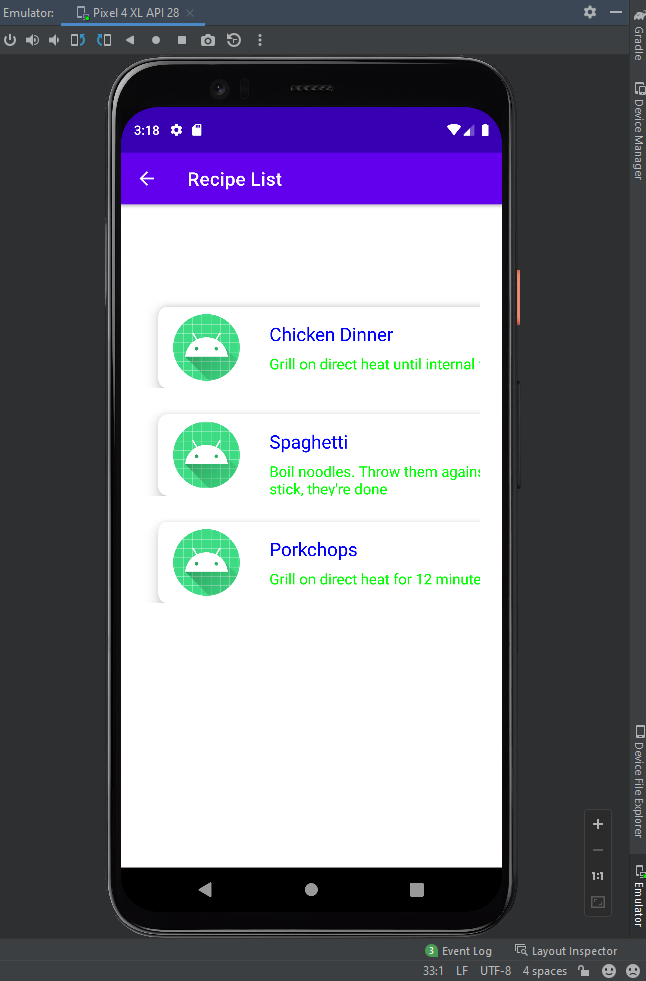 Emulator:
Pixel 4 XL API 28
3:18
Recipe List
Chicken Dinner
Grill on direct heat until internal
Spaghetti
Boil noodles. Throw them agains
stick, they're done
Porkchops
Grill on direct heat for 12 minute
Gradle
Device Manager
Device File Explorer
Emulator
1:1
3 Event Log
Layout Inspector
33:1 LF UTF-8 4 spaces